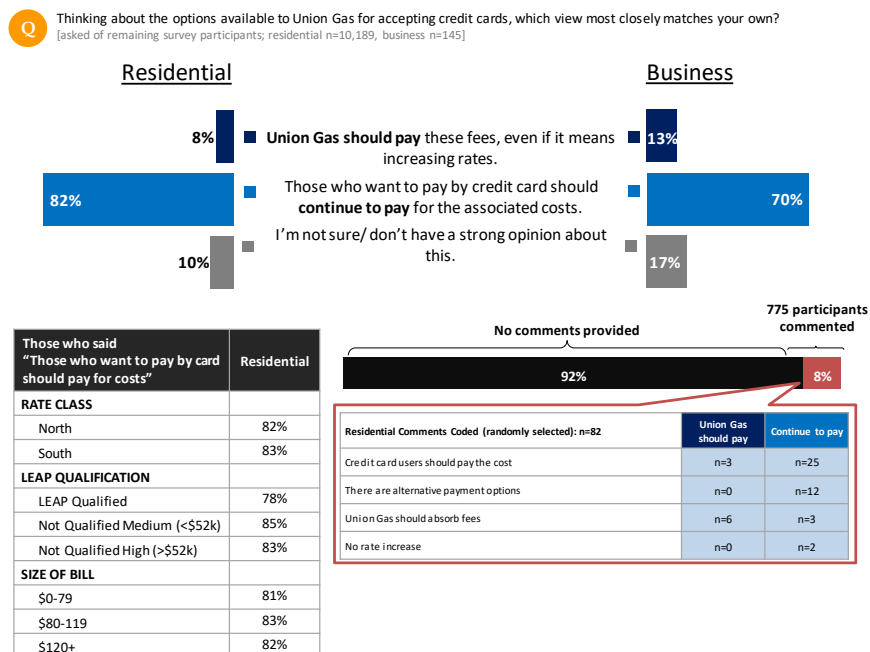 Q
Thinking about the options available to Union Gas for accepting credit cards, which view most closely matches your own?
[asked of remaining survey participants; residential n=10,189, business n=145]
Residential
Business
8%
Union Gas should pay these fees, even if it means
increasing rates.
13%
82%
Those who want to pay by credit card should
continue to pay for the associated costs.
70%
10%
I'm not sure/ don't have a strong opinion about
this.
17%
Those who said
"Those who want to pay by card
should pay for costs"
Residential
RATE CLASS
North 82%
South 83%
LEAP QUALIFICATION
LEAP Qualified 78%
Not Qualified Medium (<$52k) 85%
Not Qualified High (>$52k) 83%
SIZE OF BILL
$0-79 81%
$80-119 83%
$120+ 82%
No comments provided
775 participants
commented
92%
8%
Residential Comments Coded (randomly selected): n=82
Union Gas
should pay
Continue to pay
Credit card users should pay the cost n=3 n=25
There are alternative payment options n=0 n=12
Union Gas should absorb fees n=6 n=3
No rate increase n=0 n=2